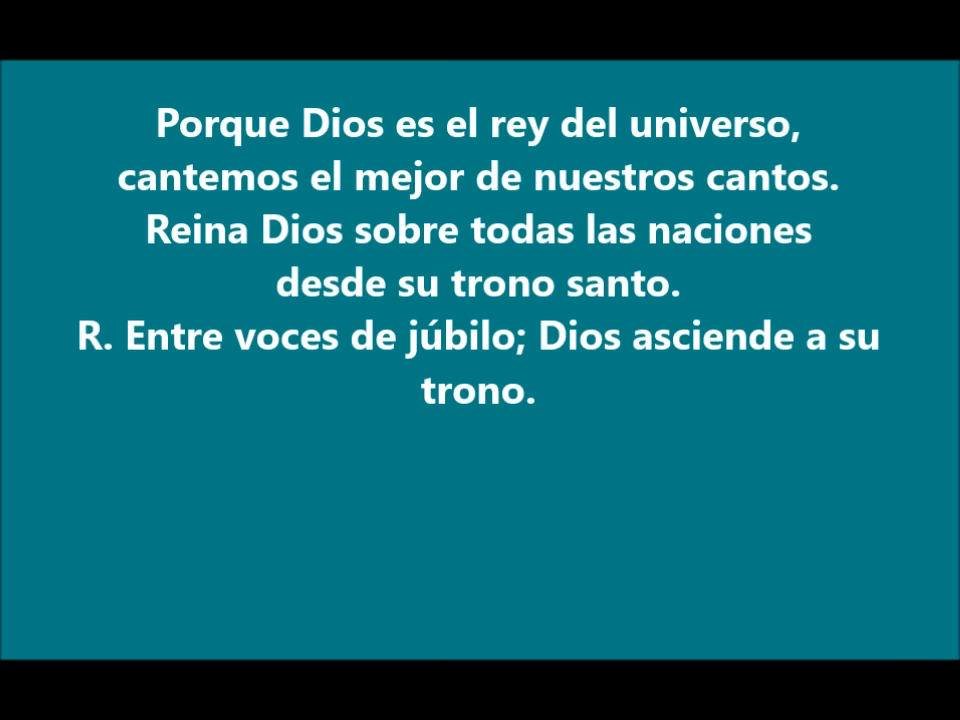 Porque Dios es el rey del universo,
cantemos el mejor de nuestros cantos.
Reina Dios sobre todas las naciones
desde su trono santo.
R. Entre voces de júbilo; Dios asciende a su
trono.